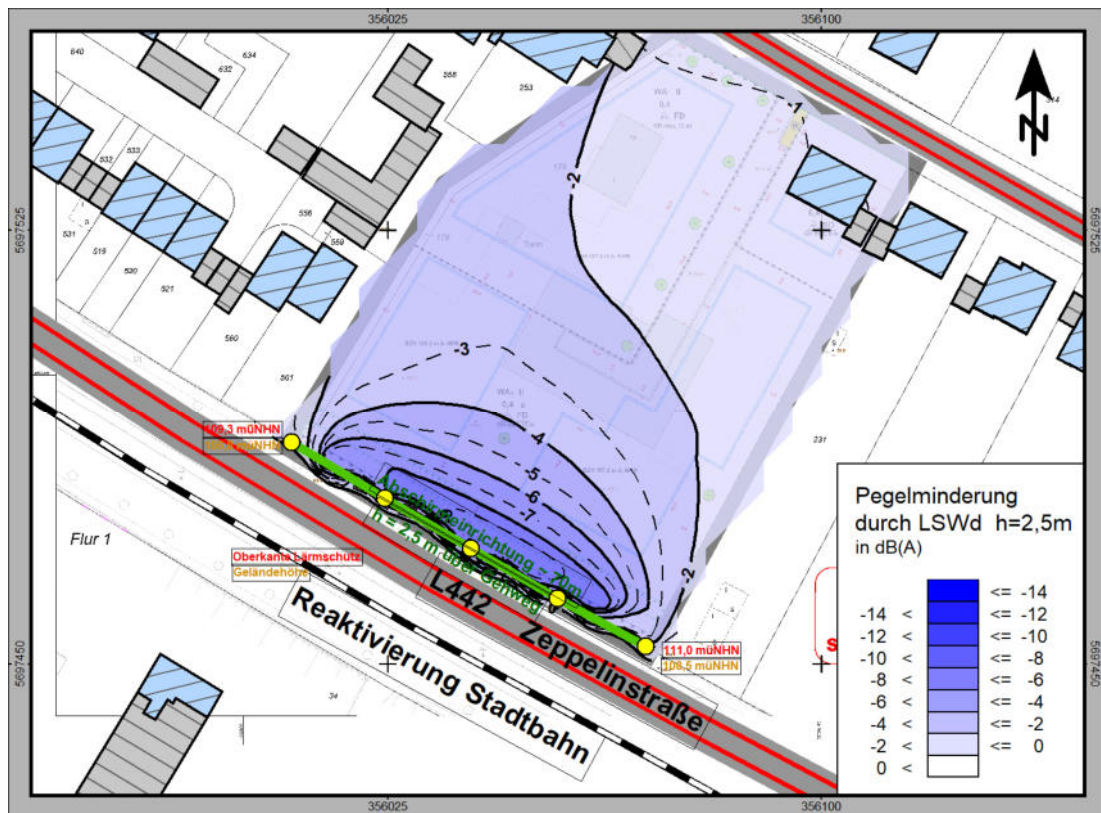 356025
356100
5697525
5697525
5697450
5697450
356025
356100
640
634
632
558
253
533
532
531
519
520
521
556
559
560
561
231
34
N
-1
-2
-3
-4
-5
-6
-7
-2
109,3 müNHN
111,0 müNHN
108,5 müNHN
Oberkante Lärmschutz
Geländehöhe
Flur 1
Abschirmeinrichtung ~ 70m
h = 2,5 m über Gehweg
L442 Zeppelinstraße
Reaktivierung Stadtbahn
Pegelminderung
durch LSWd h=2,5m
in dB(A)
<= -14
-14 < <= -12
-12 < <= -10
-10 < <= -8
-8 < <= -6
-6 < <= -4
-4 < <= -2
-2 < <= 0
0 <